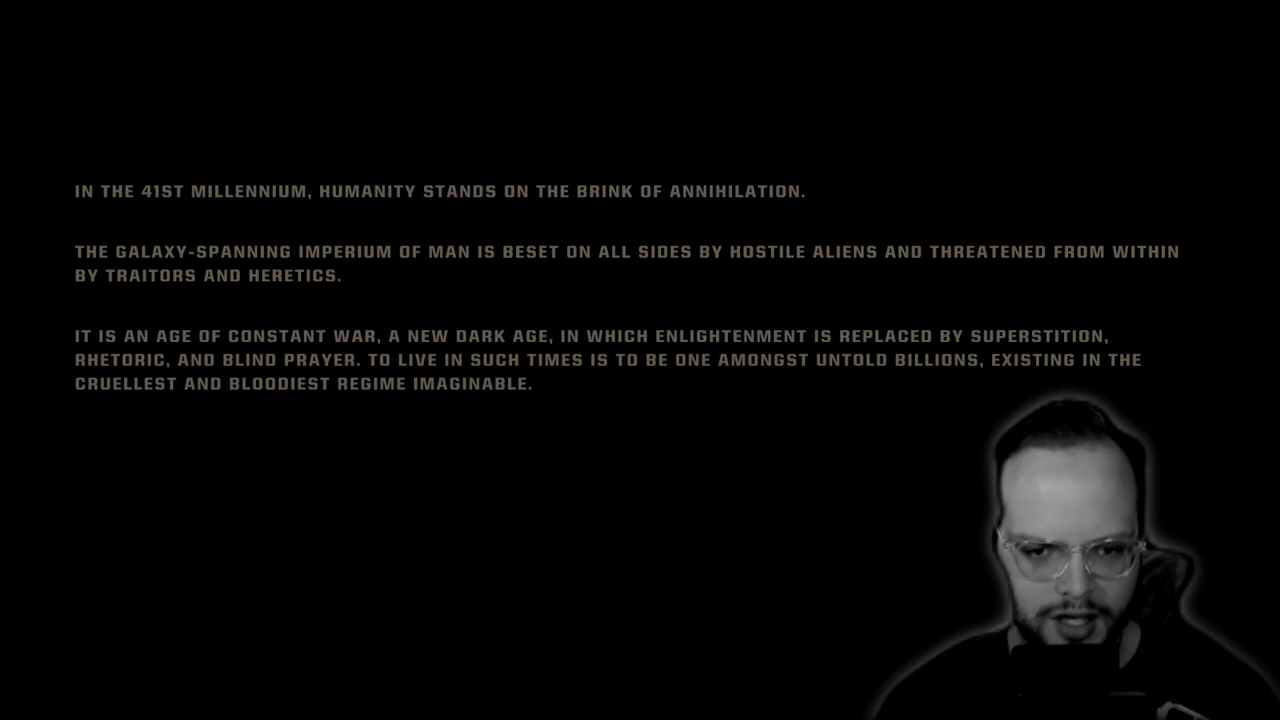 IN THE 41ST MILLENNIUM, HUMANITY STANDS ON THE BRINK OF ANNIHILATION.
THE GALAXY-SPANNING IMPERIUM OF MAN IS BESET ON ALL SIDES BY HOSTILE ALIENS AND THREATENED FROM WITHIN
BY TRAITORS AND HERETICS.
IT IS AN AGE OF CONSTANT WAR, A NEW DARK AGE, IN WHICH ENLIGHTENMENT IS REPLACED BY SUPERSTITION,
RHETORIC, AND BLIND PRAYER. TO LIVE IN SUCH TIMES IS TO BE ONE AMONGST UNTOLD BILLIONS, EXISTING IN THE
CRUELLEST AND BLOODIEST REGIME IMAGINABLE.